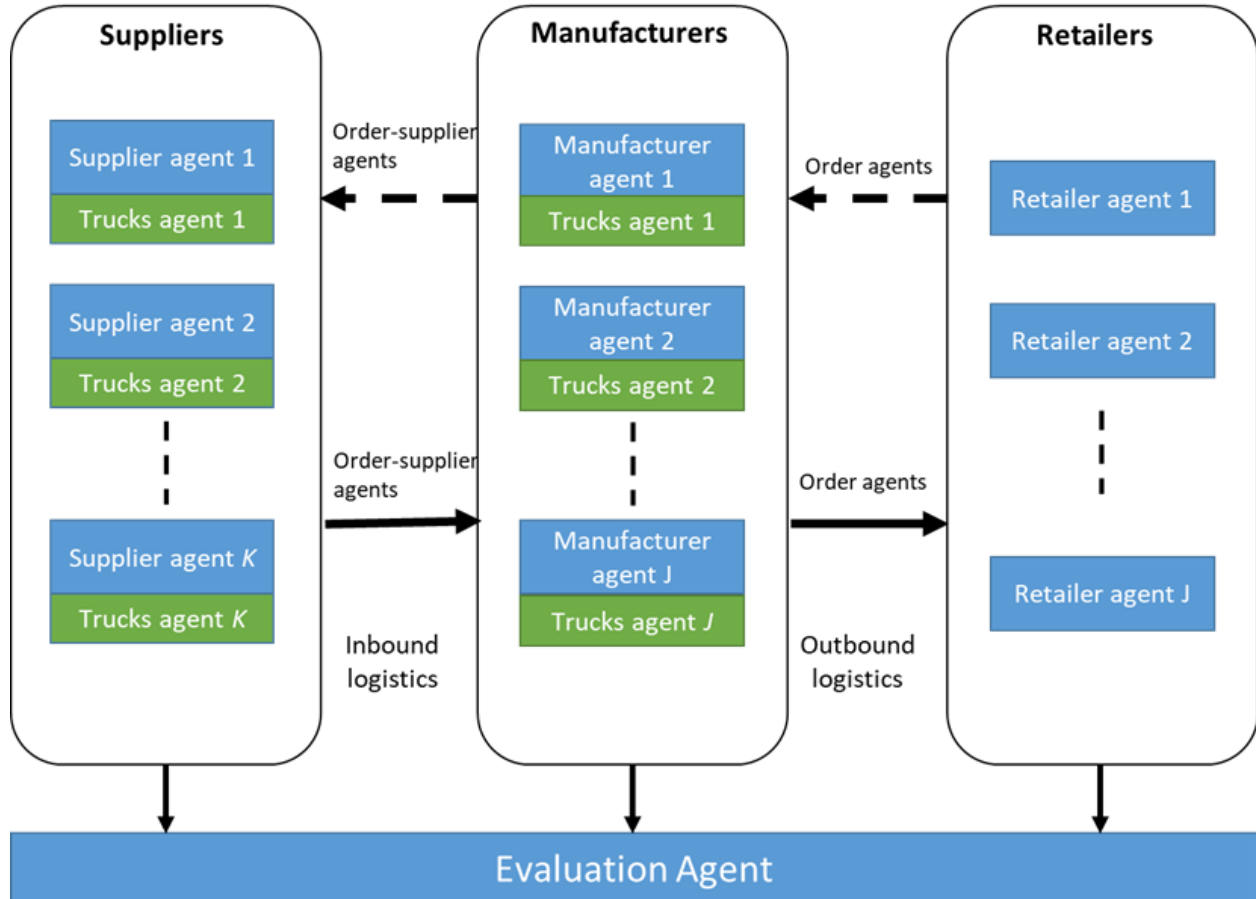 Suppliers
Supplier agent 1
Trucks agent 1
Supplier agent 2
Trucks agent 2
Supplier agent K
Trucks agent K
Order-supplier
agents
Order-supplier
agents
Inbound
logistics
Manufacturers
Manufacturer
agent 1
Trucks agent 1
Manufacturer
agent 2
Trucks agent 2
Manufacturer
agent J
Trucks agent J
Order agents
Order agents
Outbound
logistics
Retailers
Retailer agent 1
Retailer agent 2
Retailer agent J
Evaluation Agent